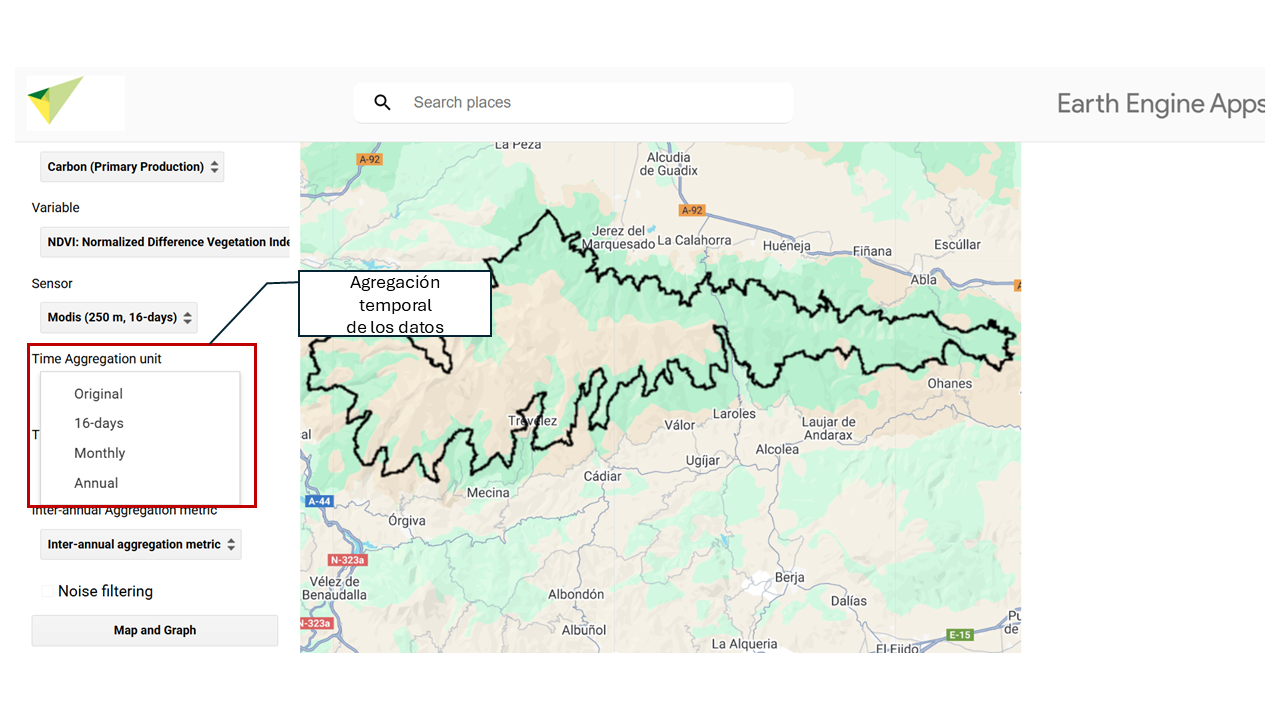 Search places
Earth Engine Apps
Carbon (Primary Production)
Variable
NDVI: Normalized Difference Vegetation Inde
Sensor
Modis (250 m, 16-days)
Time Aggregation unit
Original
16-days
T
Monthly
Annual
Inter-annual Aggregation metric
Inter-annual aggregation metric
Noise filtering
Map and Graph
Agregación
temporal
de los datos
La Peza
A-92
Alcudia
de Guadix
A-92
Jerez del
Marquesado
La Calahorra
Huéneja
Fiñana
Escúllar
Abla
A
Ohanes
Trevélez
Laroles
Válor
Laujar de
Andarax
al
Alcolea
Ugíjar
Cádiar
Mecina
A-44
Órgiva
N-323a
Vélez de
Benaudalla
Berja
Albondón
Dalías
N-323a
Albuñol
Pu
de
E-15
La Alqueria
El Ejido